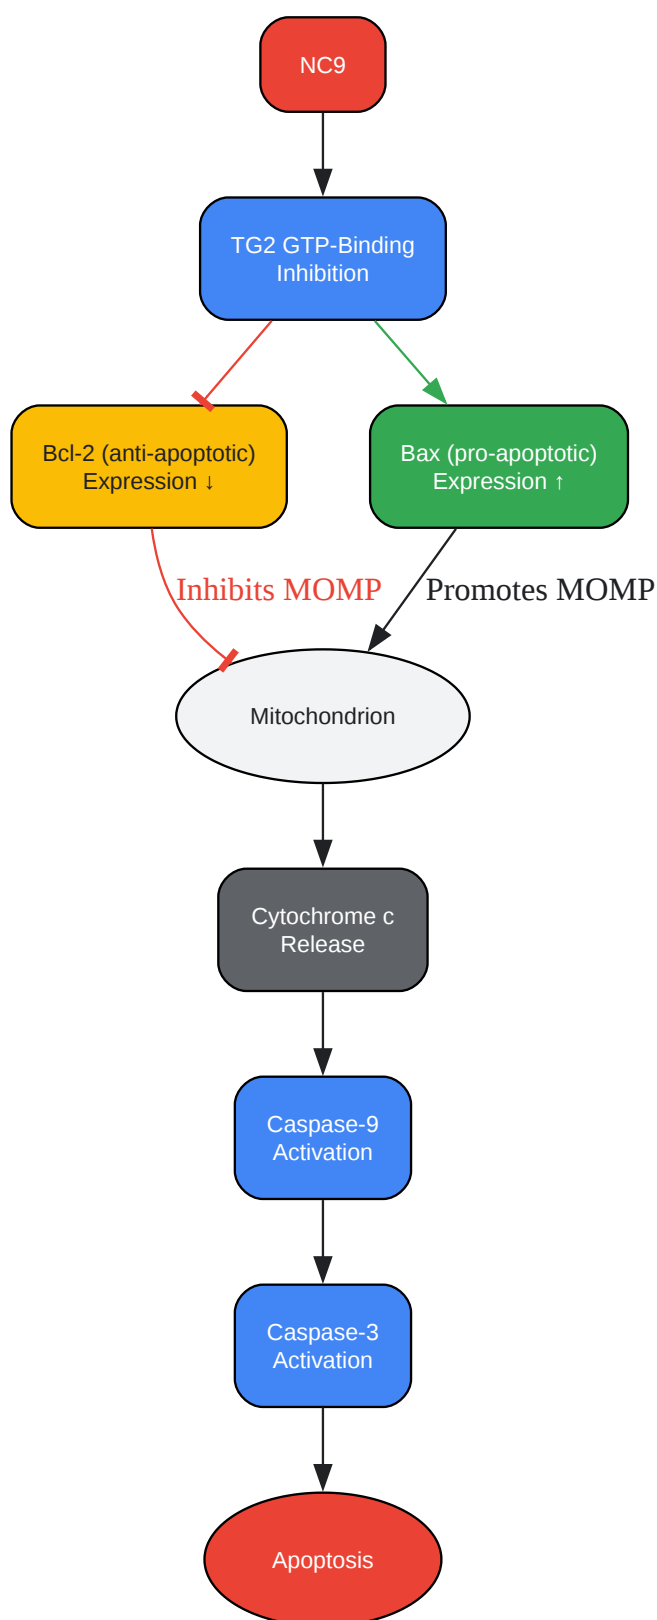 NC9
TG2 GTP-Binding
Inhibition
Bcl-2 (anti-apoptotic)
Expression ↓
Bax (pro-apoptotic)
Expression ↑
Inhibits MOMP
Promotes MOMP
Mitochondrion
Cytochrome c
Release
Caspase-9
Activation
Caspase-3
Activation
Apoptosis